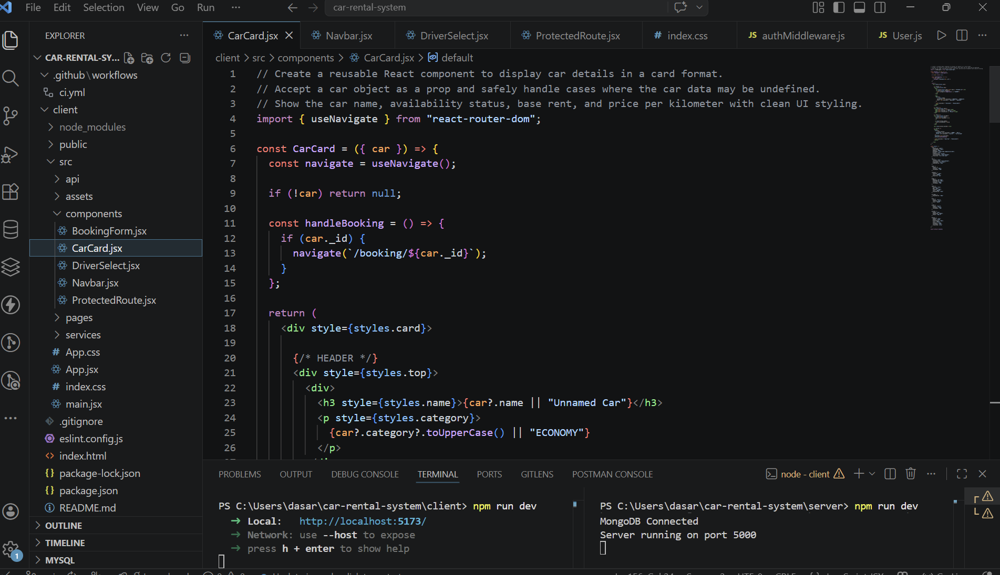 File Edit Selection View Go Run ···
car-rental-system
EXPLORER
CAR-RENTAL-SY...
.github\workflows
ci.yml
client
node_modules
public
src
api
assets
components
BookingForm.jsx
CarCard.jsx
DriverSelect.jsx
Navbar.jsx
ProtectedRoute.jsx
pages
services
App.css
App.jsx
index.css
main.jsx
.gitignore
eslint.config.js
index.html
package-lock.json
package.json
README.md
OUTLINE
TIMELINE
MYSQL
1
CarCard.jsx Navbar.jsx DriverSelect.jsx ProtectedRoute.jsx # index.css JS authMiddleware.js JS User.js
client > src > components > CarCard.jsx > default
1 // Create a reusable React component to display car details in a card format.
2 // Accept a car object as a prop and safely handle cases where the car data may be undefined.
3 // Show the car name, availability status, base rent, and price per kilometer with clean UI styling.
4 import { useNavigate } from "react-router-dom";
5
6 const CarCard = ({ car }) => {
7 const navigate = useNavigate();
8
9 if (!car) return null;
10
11 const handleBooking = () => {
12 if (car._id) {
13 navigate(`/booking/${car._id}`);
14 }
15 };
16
17 return (
18 <div style={styles.card}>
19
20 {/* HEADER */}
21 <div style={styles.top}>
22 <div>
23 <h3 style={styles.name}>{car?.name || "Unnamed Car"}</h3>
24 <p style={styles.category}>
25 {car?.category?.toUpperCase() || "ECONOMY"}
26 </p>
PROBLEMS OUTPUT DEBUG CONSOLE TERMINAL PORTS GITLENS POSTMAN CONSOLE
node - client
PS C:\Users\dasar\car-rental-system\client> npm run dev
➜ Local: http://localhost:5173/
➜ Network: use --host to expose
➜ press h + enter to show help
PS C:\Users\dasar\car-rental-system\server> npm run dev
MongoDB Connected
Server running on port 5000